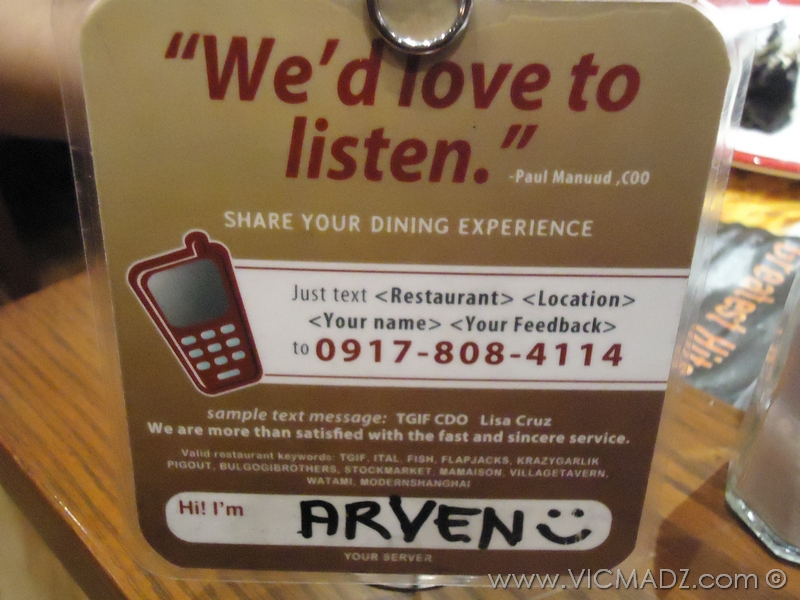 “We’d love to
listen.”
-Paul Manuud ,COO
SHARE YOUR DINING EXPERIENCE
Just text <Restaurant> <Location>
<Your name> <Your Feedback>
to 0917-808-4114
sample text message: TGIF CDO Lisa Cruz
We are more than satisfied with the fast and sincere service.
Valid restaurant keywords: TGIF, ITAL, FISH, FLAPJACKS, KRAZYGARLIK
PIGOUT, BULGOGIBROTHERS, STOCKMARKET, MAMAISON, VILLAGETAVERN,
WATAMI, MODERNSHANGHAI
Hi! I'm ARVEN
YOUR SERVER
greatest Hits
www.VICMADZ.com ©